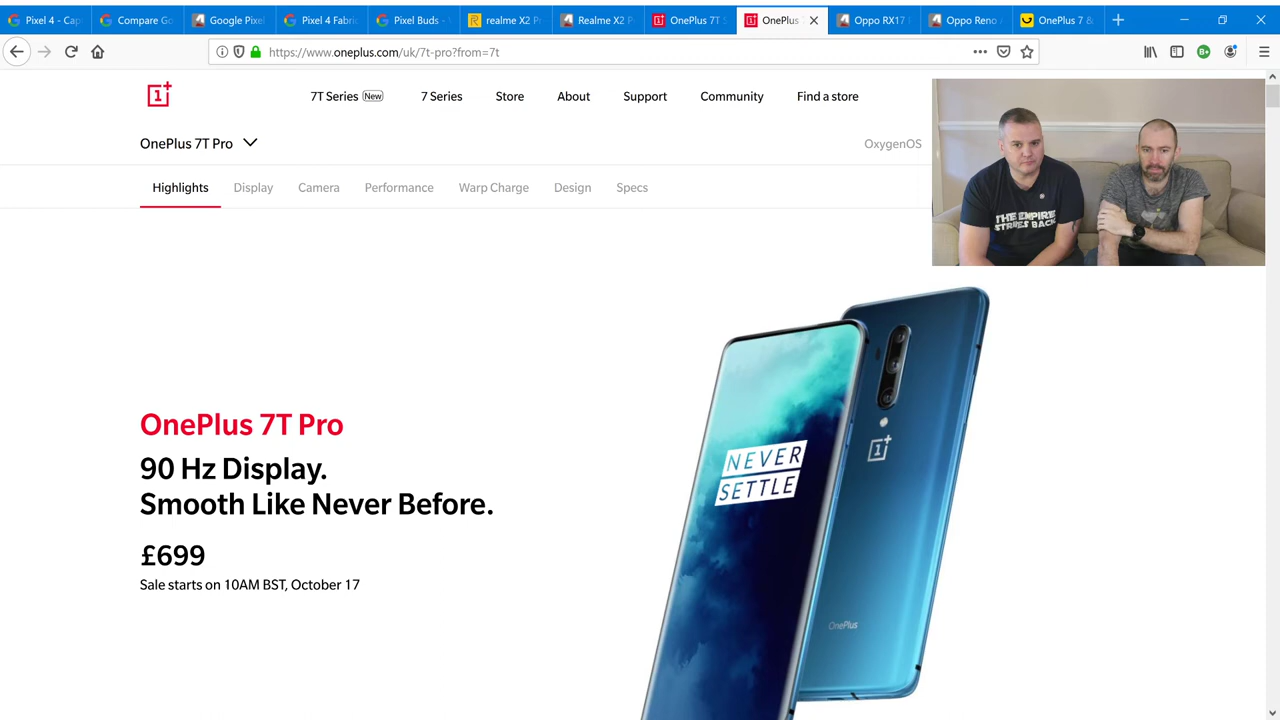 Pixel 4 - Cap
Compare Go
Google Pixel
Pixel 4 Fabric
Pixel Buds -
realme X2 P
Realme X2 P
OnePlus 7T
OnePlus
Oppo RX17
Oppo Reno
OnePlus 7 &
https://www.oneplus.com/uk/7t-pro?from=7t
7T Series New
7 Series
Store
About
Support
Community
Find a store
OnePlus 7T Pro
OxygenOS
Highlights
Display
Camera
Performance
Warp Charge
Design
Specs
THE EMPIRE
STRIKES BACK
OnePlus 7T Pro
90 Hz Display.
Smooth Like Never Before.
£699
Sale starts on 10AM BST, October 17
NEVER
SETTLE
OnePlus